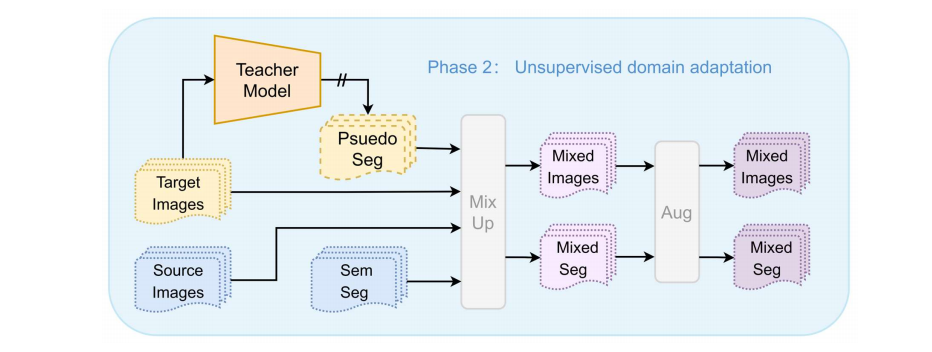 Phase 2: Unsupervised domain adaptation
Teacher
Model
Psuedo
Seg
Target
Images
Source
Images
Sem
Seg
Mix
Up
Mixed
Images
Mixed
Seg
Aug
Mixed
Images
Mixed
Seg